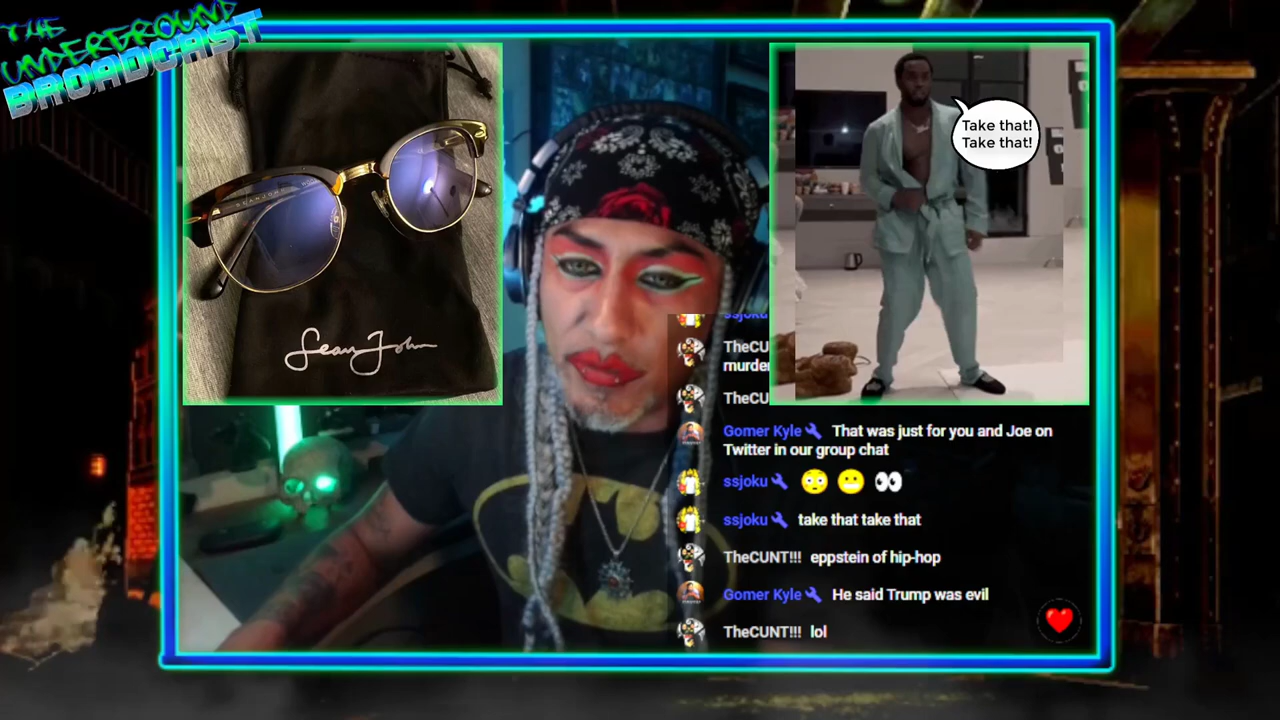 THE
UNDERGROUND
BROADCAST
Sean John
Take that!
Take that!
ssjoku
TheCU
murder
TheCU
Gomer Kyle That was just for you and Joe on
Twitter in our group chat
ssjoku 😳 😬 👀
ssjoku take that take that
TheCUNT!!! eppstein of hip-hop
Gomer Kyle He said Trump was evil
TheCUNT!!! lol